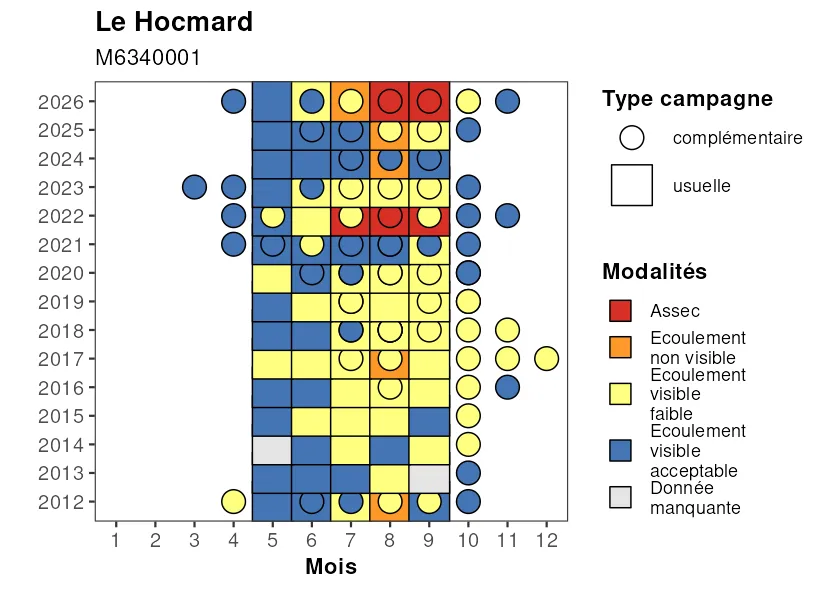 Le Hocmard
M6340001
2026
2025
2024
2023
2022
2021
2020
2019
2018
2017
2016
2015
2014
2013
2012
1 2 3 4 5 6 7 8 9 10 11 12
Mois
Type campagne
complémentaire
usuelle
Modalités
Assec
Ecoulement
non visible
Ecoulement
visible
faible
Ecoulement
visible
acceptable
Donnée
manquante